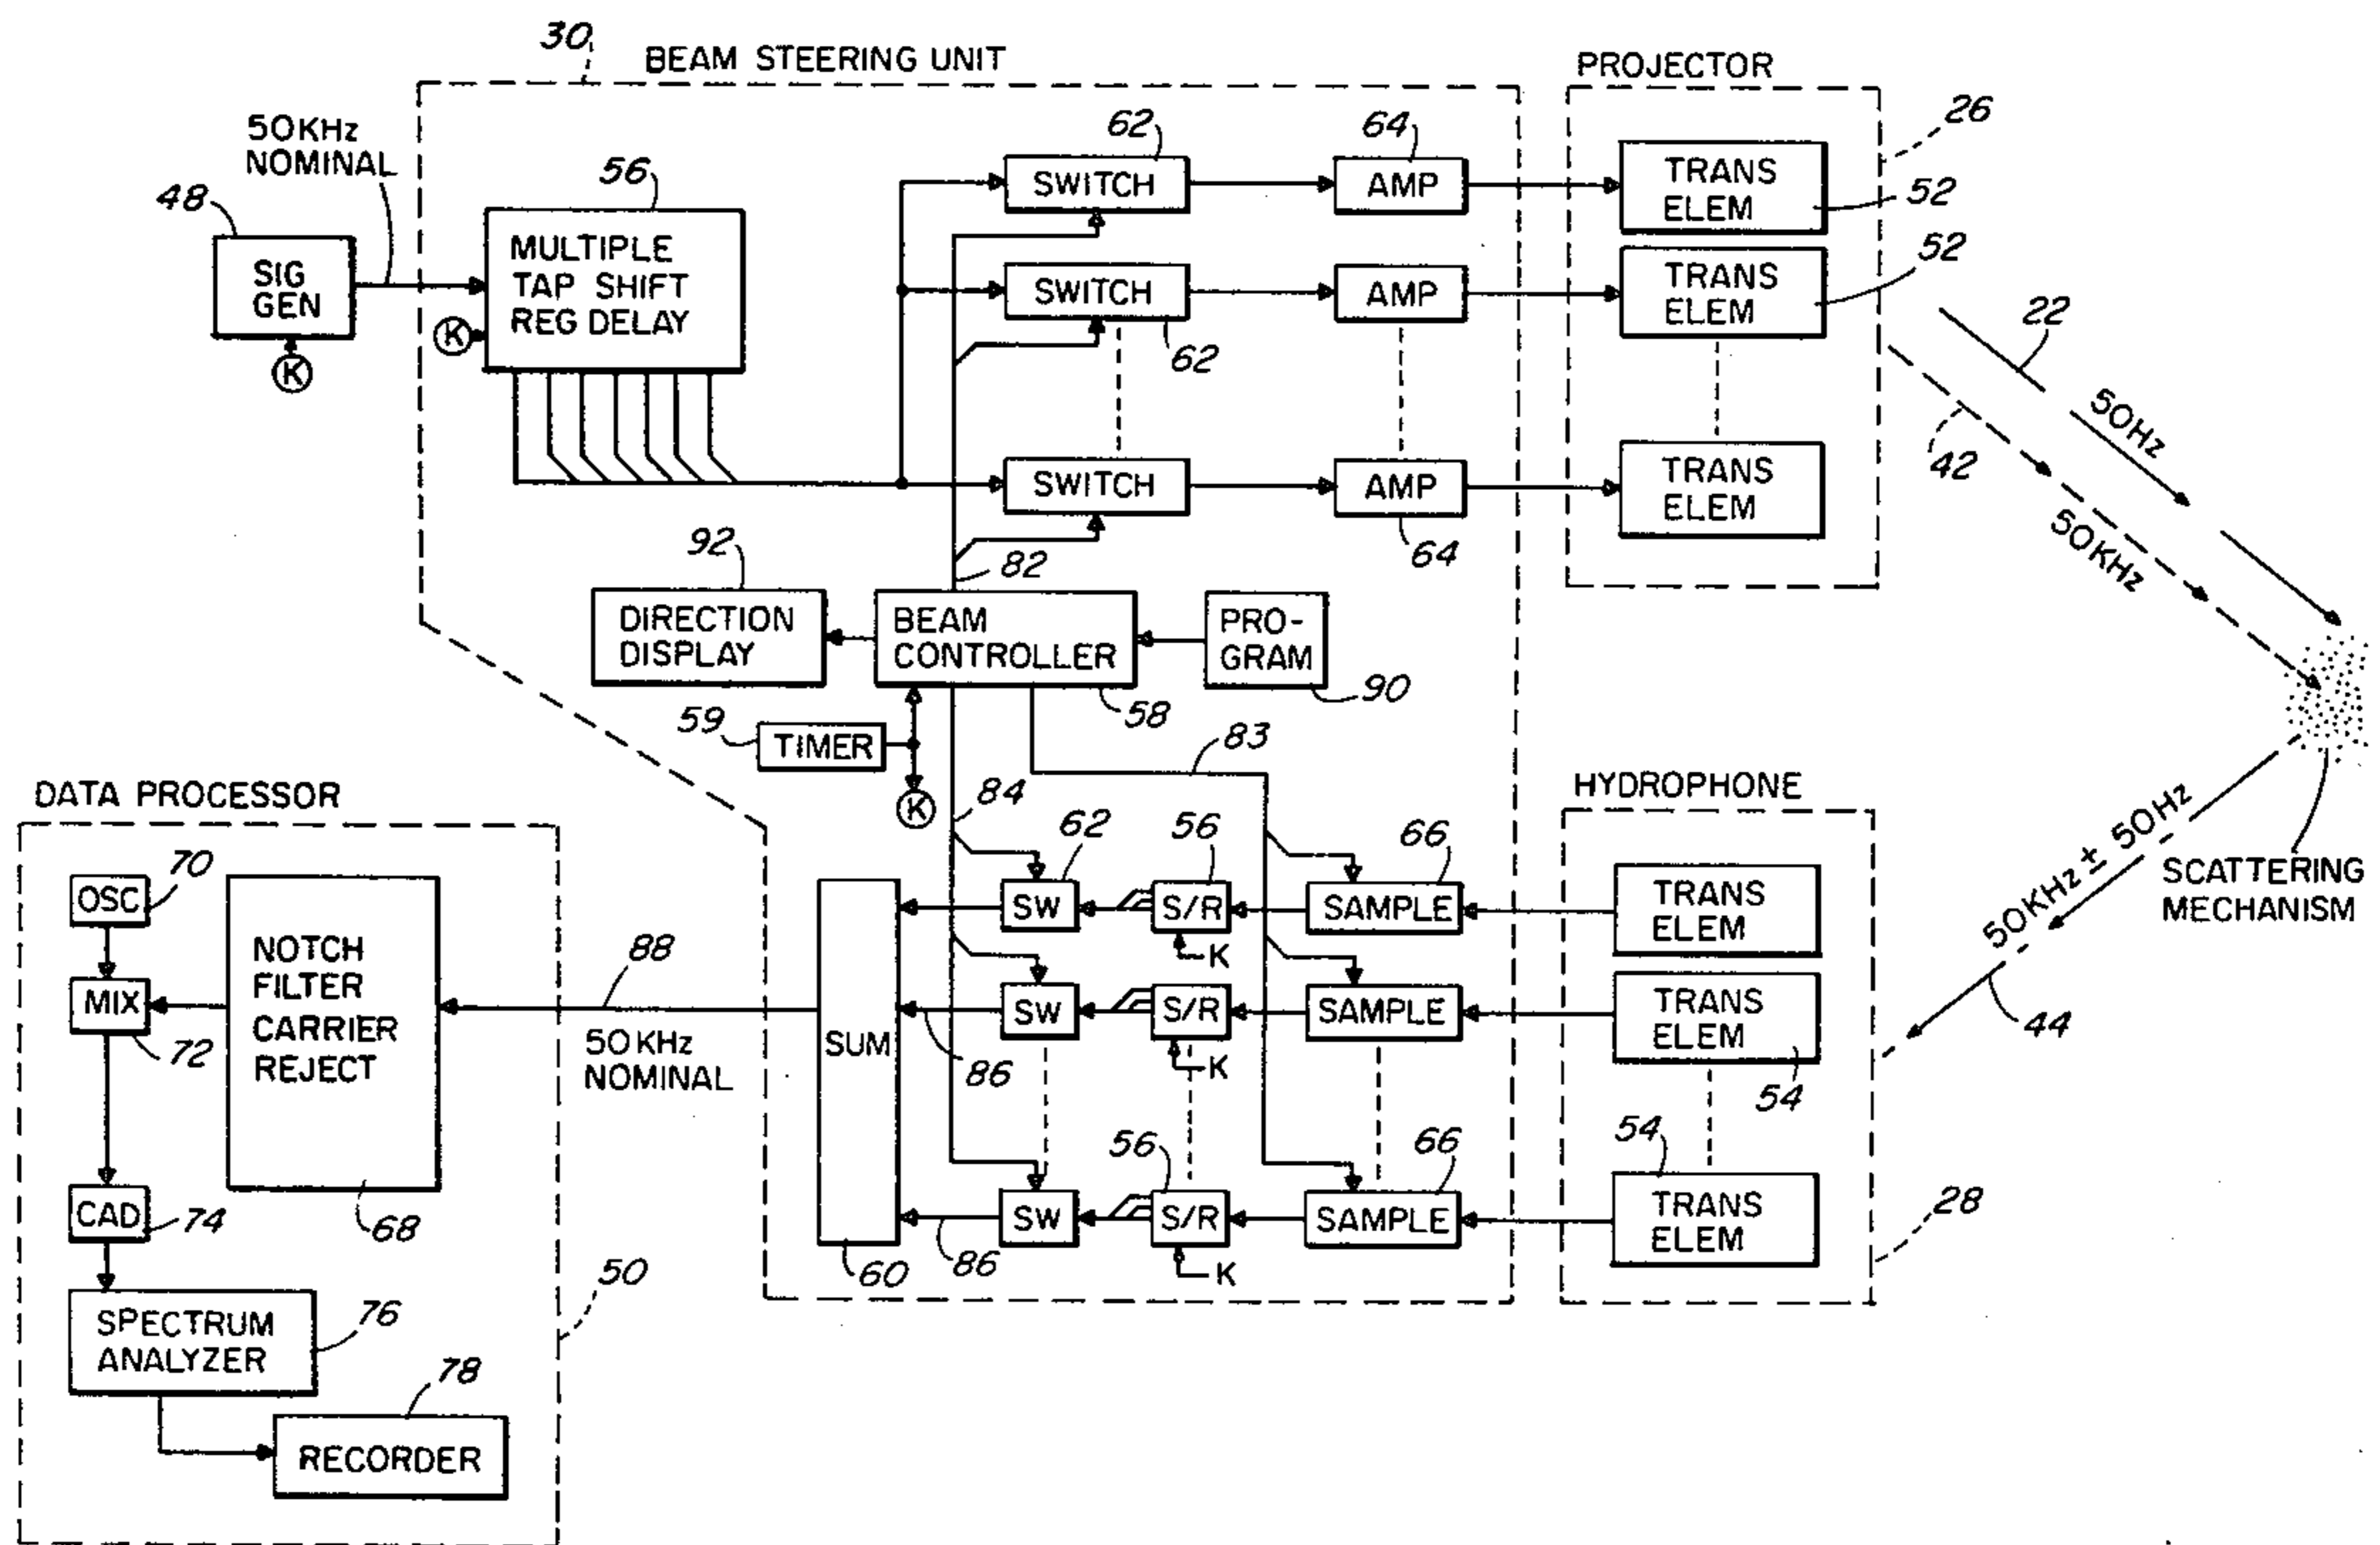 30
BEAM STEERING UNIT
PROJECTOR
26
50KHz
NOMINAL
48
SIG
GEN
K
56
MULTIPLE
TAP SHIFT
REG DELAY
K
62
SWITCH
64
AMP
TRANS
ELEM
52
SWITCH
62
AMP
TRANS
ELEM
52
SWITCH
AMP
64
TRANS
ELEM
22
50Hz
42
50KHz
82
92
DIRECTION
DISPLAY
BEAM
CONTROLLER
58
PRO-
GRAM
90
59
TIMER
K
83
84
HYDROPHONE
50KHz ± 50Hz
44
SCATTERING
MECHANISM
62
SW
56
S/R
K
66
SAMPLE
TRANS
ELEM
SW
86
S/R
K
SAMPLE
TRANS
ELEM
54
SUM
60
SW
86
56
S/R
K
66
SAMPLE
54
TRANS
ELEM
28
88
50KHz
NOMINAL
DATA PROCESSOR
70
OSC
MIX
72
NOTCH
FILTER
CARRIER
REJECT
68
CAD
74
50
SPECTRUM
ANALYZER
76
78
RECORDER